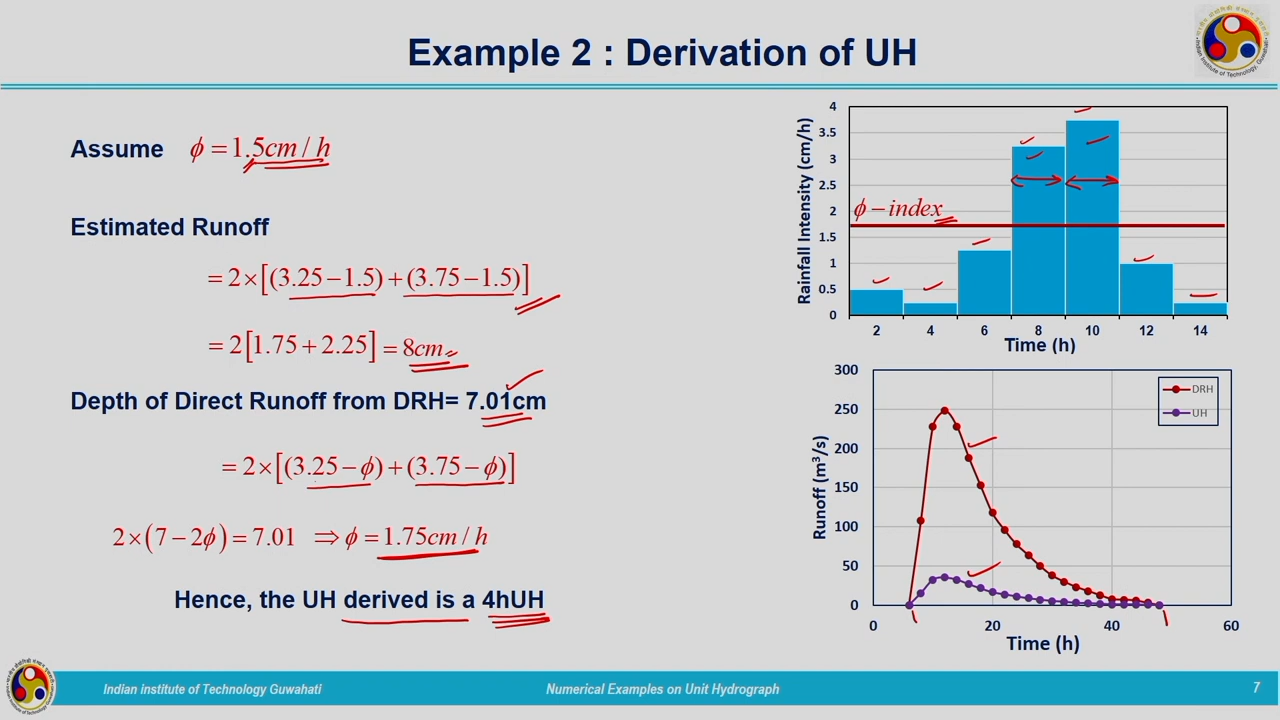 Example 2 : Derivation of UH
Assume ϕ = 1.5cm / h
Estimated Runoff
= 2×[(3.25−1.5)+(3.75−1.5)]
= 2[1.75+2.25] = 8cm
Depth of Direct Runoff from DRH= 7.01cm
= 2×[(3.25−ϕ)+(3.75−ϕ)]
2×(7−2ϕ) = 7.01 ⇒ ϕ = 1.75cm / h
Hence, the UH derived is a 4hUH
Rainfall Intensity (cm/h)
4
3.5
3
2.5
2
1.5
1
0.5
0
ϕ − index
2 4 6 8 10 12 14
Time (h)
Runoff (m³/s)
300
250
200
150
100
50
0
DRH
UH
0 20 40 60
Time (h)
Indian institute of Technology Guwahati
Numerical Examples on Unit Hydrograph
7